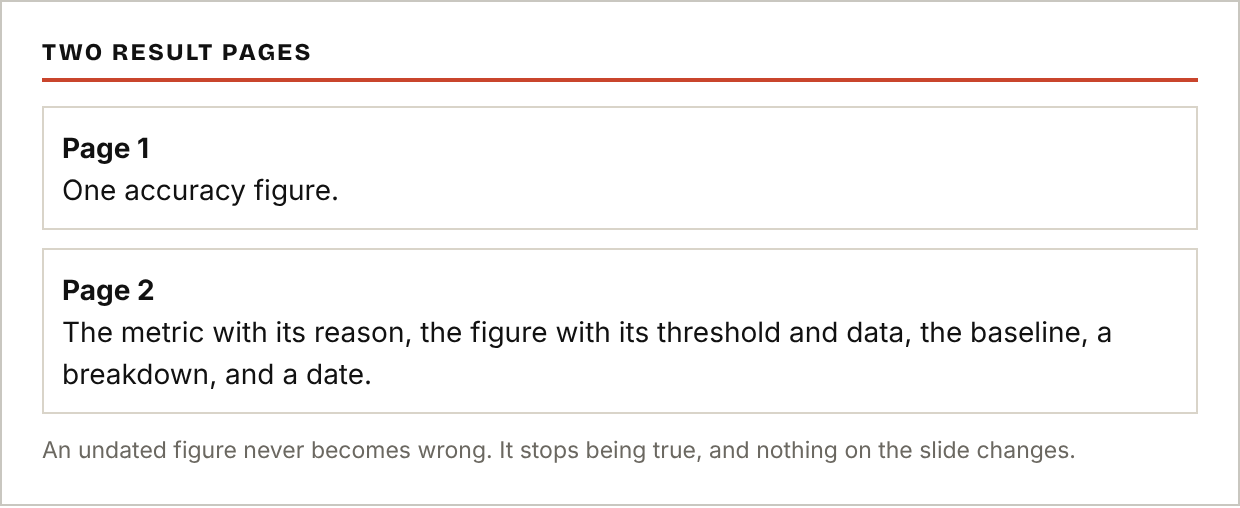 TWO RESULT PAGES
Page 1
One accuracy figure.
Page 2
The metric with its reason, the figure with its threshold and data, the baseline, a
breakdown, and a date.
An undated figure never becomes wrong. It stops being true, and nothing on the slide changes.